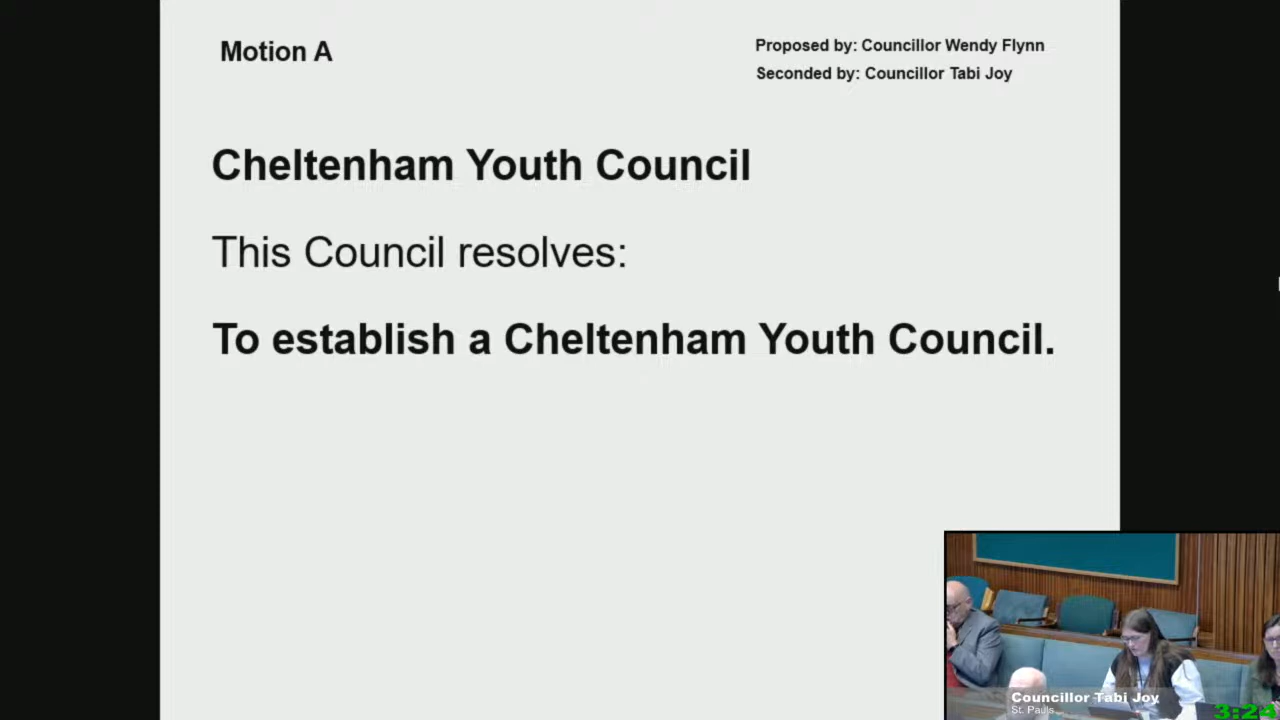 Motion A
Proposed by: Councillor Wendy Flynn
Seconded by: Councillor Tabi Joy
Cheltenham Youth Council
This Council resolves:
To establish a Cheltenham Youth Council.
Councillor Tabi Joy
St. Pauls
3:24